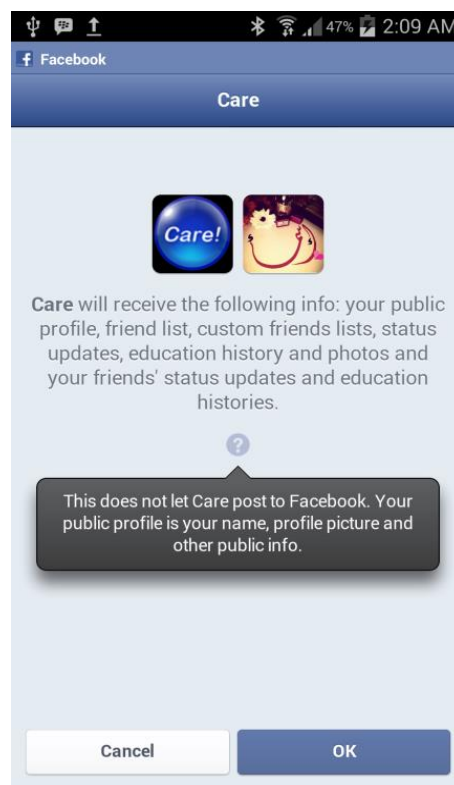 47% 2:09 AM
Facebook
Care
Care!
Care will receive the following info: your public
profile, friend list, custom friends lists, status
updates, education history and photos and
your friends' status updates and education
histories.
?
This does not let Care post to Facebook. Your
public profile is your name, profile picture and
other public info.
Cancel OK